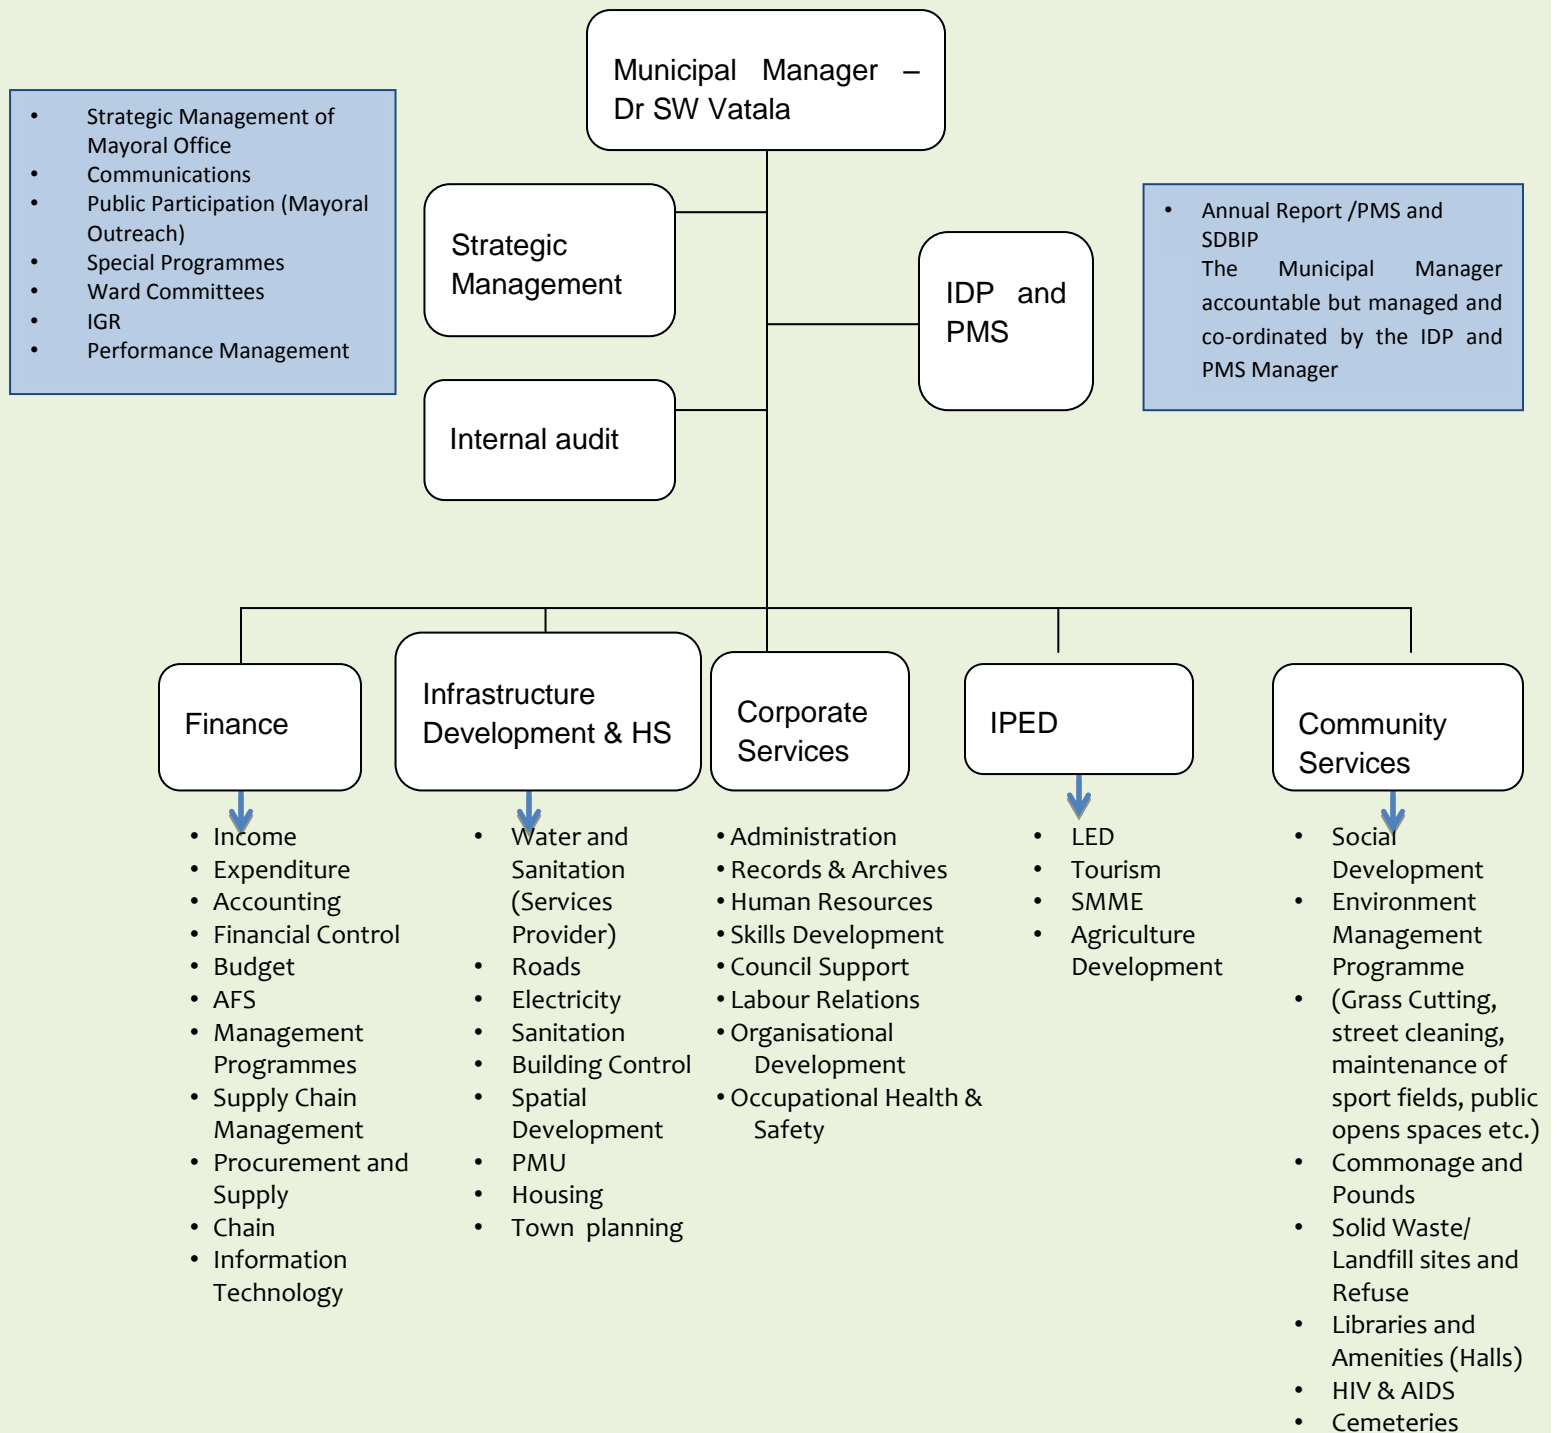 Municipal Manager –
Dr SW Vatala
• Strategic Management of
Mayoral Office
• Communications
• Public Participation (Mayoral
Outreach)
• Special Programmes
• Ward Committees
• IGR
• Performance Management
Strategic
Management
IDP and
PMS
• Annual Report /PMS and
SDBIP
The Municipal Manager
accountable but managed and
co-ordinated by the IDP and
PMS Manager
Internal audit
Finance
Infrastructure
Development & HS
Corporate
Services
IPED
Community
Services
• Income
• Expenditure
• Accounting
• Financial Control
• Budget
• AFS
• Management
Programmes
• Supply Chain
Management
• Procurement and
Supply
• Chain
• Information
Technology
• Water and
Sanitation
(Services
Provider)
• Roads
• Electricity
• Sanitation
• Building Control
• Spatial
Development
• PMU
• Housing
• Town planning
• Administration
• Records & Archives
• Human Resources
• Skills Development
• Council Support
• Labour Relations
• Organisational
Development
• Occupational Health &
Safety
• LED
• Tourism
• SMME
• Agriculture
Development
• Social
Development
• Environment
Management
Programme
• (Grass Cutting,
street cleaning,
maintenance of
sport fields, public
opens spaces etc.)
• Commonage and
Pounds
• Solid Waste/
Landfill sites and
Refuse
• Libraries and
Amenities (Halls)
• HIV & AIDS
• Cemeteries